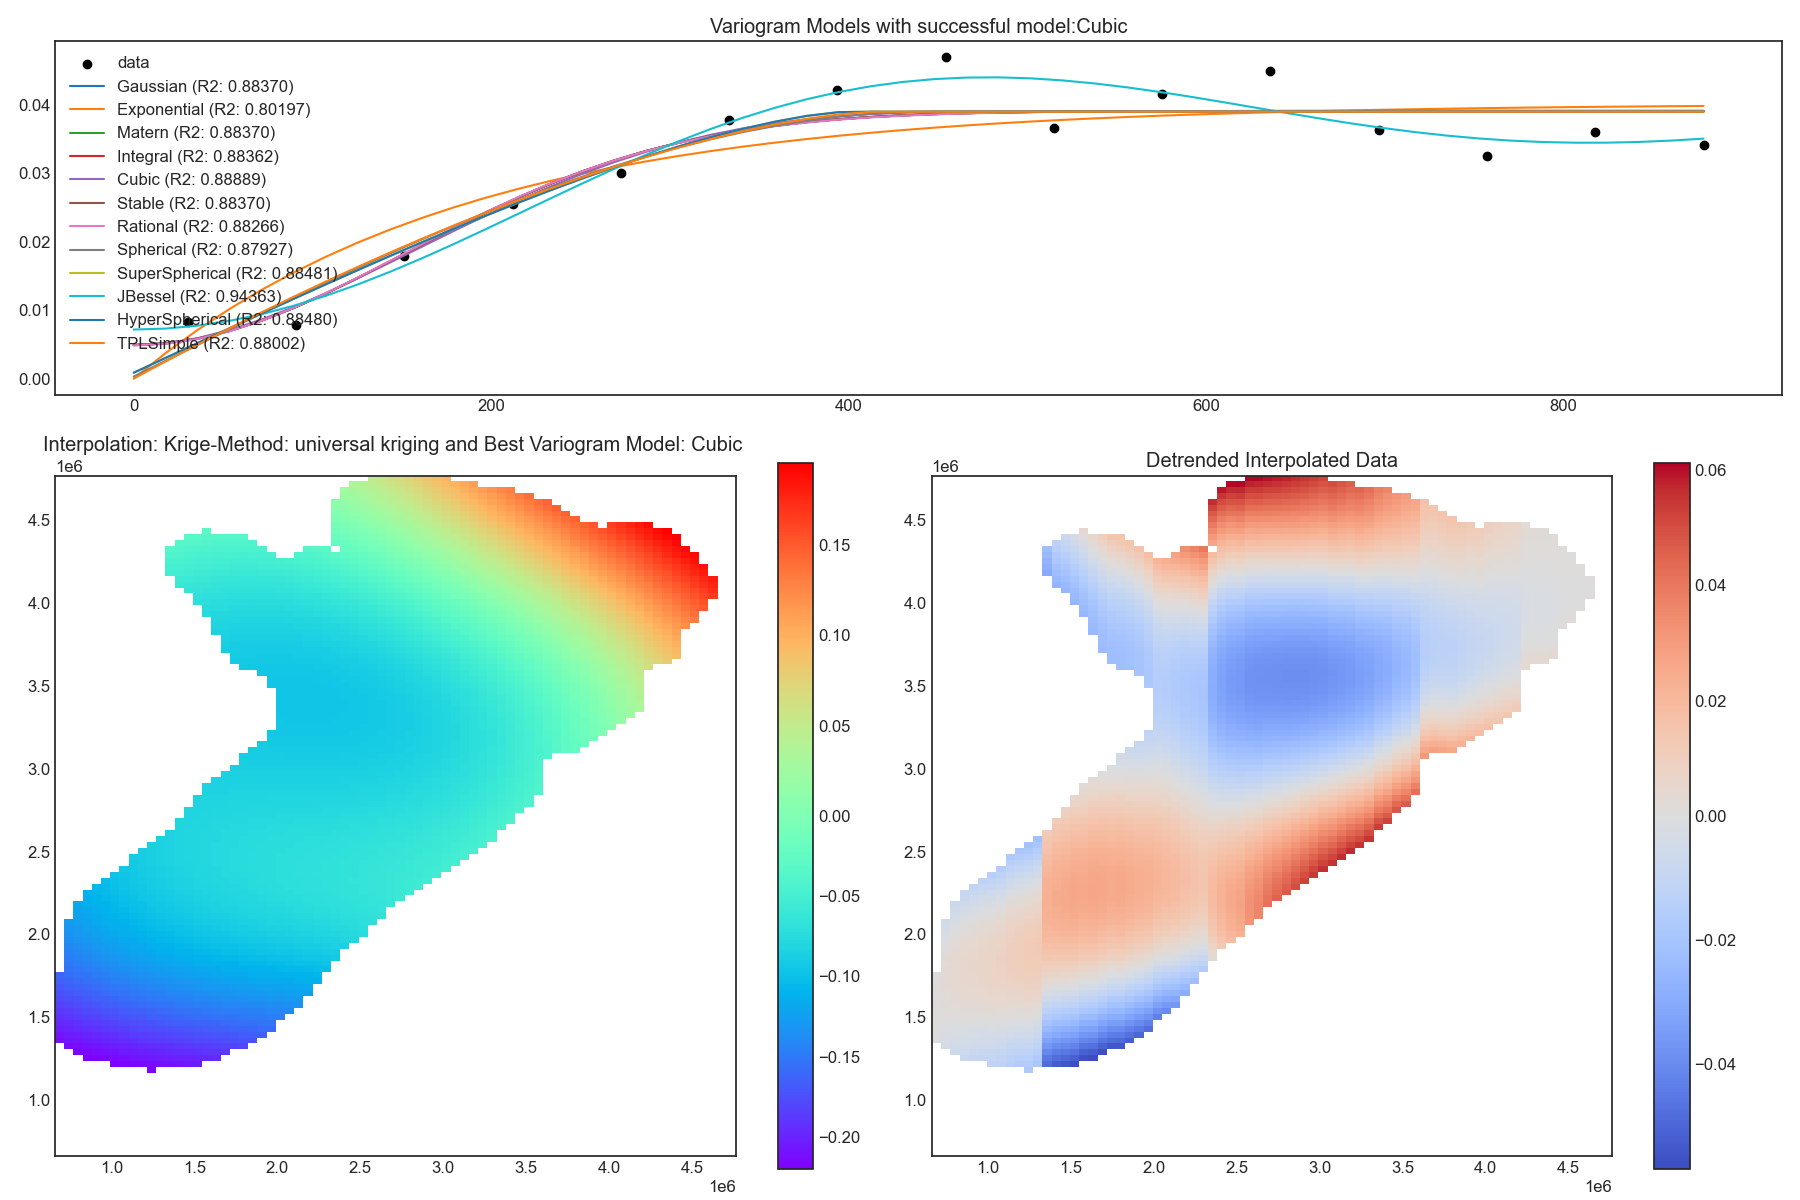 Variogram Models with successful model:Cubic
data
Gaussian (R2: 0.88370)
Exponential (R2: 0.80197)
Matern (R2: 0.88370)
Integral (R2: 0.88362)
Cubic (R2: 0.88889)
Stable (R2: 0.88370)
Rational (R2: 0.88266)
Spherical (R2: 0.87927)
SuperSpherical (R2: 0.88481)
JBessel (R2: 0.94363)
HyperSpherical (R2: 0.88480)
TPLSimple (R2: 0.88002)
0.04
0.03
0.02
0.01
0.00
0 200 400 600 800
Interpolation: Krige-Method: universal kriging and Best Variogram Model: Cubic
1e6
4.5
4.0
3.5
3.0
2.5
2.0
1.5
1.0
1.0 1.5 2.0 2.5 3.0 3.5 4.0 4.5
1e6
0.15
0.10
0.05
0.00
−0.05
−0.10
−0.15
−0.20
Detrended Interpolated Data
1e6
4.5
4.0
3.5
3.0
2.5
2.0
1.5
1.0
1.0 1.5 2.0 2.5 3.0 3.5 4.0 4.5
1e6
0.06
0.04
0.02
0.00
−0.02
−0.04